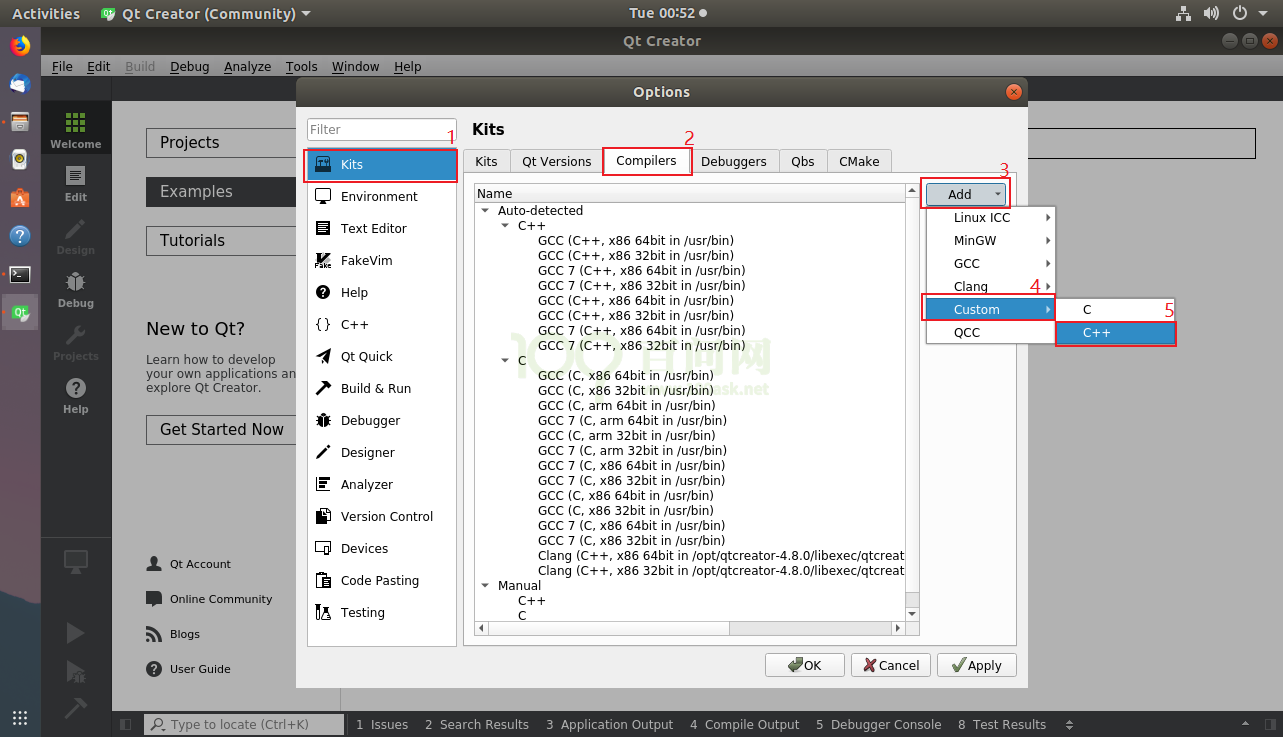 Activities
Qt Creator (Community)
Tue 00:52
Qt Creator
File Edit Build Debug Analyze Tools Window Help
Welcome
Edit
Design
Debug
Projects
Help
Projects
Examples
Tutorials
New to Qt?
Learn how to develop
your own applications an
explore Qt Creator.
Get Started Now
Qt Account
Online Community
Blogs
User Guide
Options
Filter
1
Kits
Environment
Text Editor
FakeVim
Help
C++
Qt Quick
Build & Run
Debugger
Designer
Analyzer
Version Control
Devices
Code Pasting
Testing
Kits
2
Kits Qt Versions Compilers Debuggers Qbs CMake
Name
Auto-detected
C++
GCC (C++, x86 64bit in /usr/bin)
GCC (C++, x86 32bit in /usr/bin)
GCC 7 (C++, x86 64bit in /usr/bin)
GCC 7 (C++, x86 32bit in /usr/bin)
GCC (C++, x86 64bit in /usr/bin)
GCC (C++, x86 32bit in /usr/bin)
GCC 7 (C++, x86 64bit in /usr/bin)
GCC 7 (C++, x86 32bit in /usr/bin)
C
GCC (C, x86 64bit in /usr/bin)
GCC (C, x86 32bit in /usr/bin)
GCC (C, arm 64bit in /usr/bin)
GCC 7 (C, arm 64bit in /usr/bin)
GCC (C, arm 32bit in /usr/bin)
GCC 7 (C, arm 32bit in /usr/bin)
GCC 7 (C, x86 64bit in /usr/bin)
GCC 7 (C, x86 32bit in /usr/bin)
GCC (C, x86 64bit in /usr/bin)
GCC (C, x86 32bit in /usr/bin)
GCC 7 (C, x86 64bit in /usr/bin)
GCC 7 (C, x86 32bit in /usr/bin)
Clang (C++, x86 64bit in /opt/qtcreator-4.8.0/libexec/qtcreat
Clang (C++, x86 32bit in /opt/qtcreator-4.8.0/libexec/qtcreat
Manual
C++
C
3
Add
Linux ICC
MinGW
GCC
Clang
4
Custom
QCC
C
5
C++
OK Cancel Apply
Type to locate (Ctrl+K)
1 Issues 2 Search Results 3 Application Output 4 Compile Output 5 Debugger Console 8 Test Results